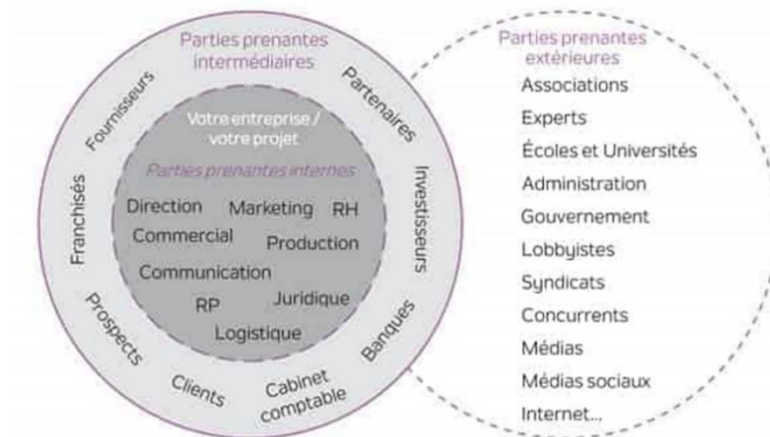 Parties prenantes
intermédiaires
Fournisseurs
Partenaires
Franchisés
Investisseurs
Prospects
Banques
Clients
Cabinet
comptable
Votre entreprise /
votre projet
Parties prenantes internes
Direction Marketing RH
Commercial Production
Communication
RP Juridique
Logistique
Parties prenantes
extérieures
Associations
Experts
Écoles et Universités
Administration
Gouvernement
Lobbyistes
Syndicats
Concurrents
Médias
Médias sociaux
Internet...